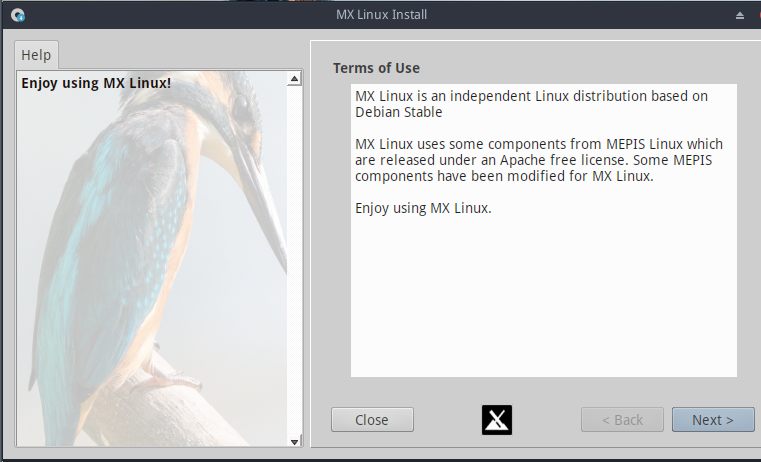 MX Linux Install
Help
Enjoy using MX Linux!
Terms of Use
MX Linux is an independent Linux distribution based on
Debian Stable
MX Linux uses some components from MEPIS Linux which
are released under an Apache free license. Some MEPIS
components have been modified for MX Linux.
Enjoy using MX Linux.
Close
< Back
Next >